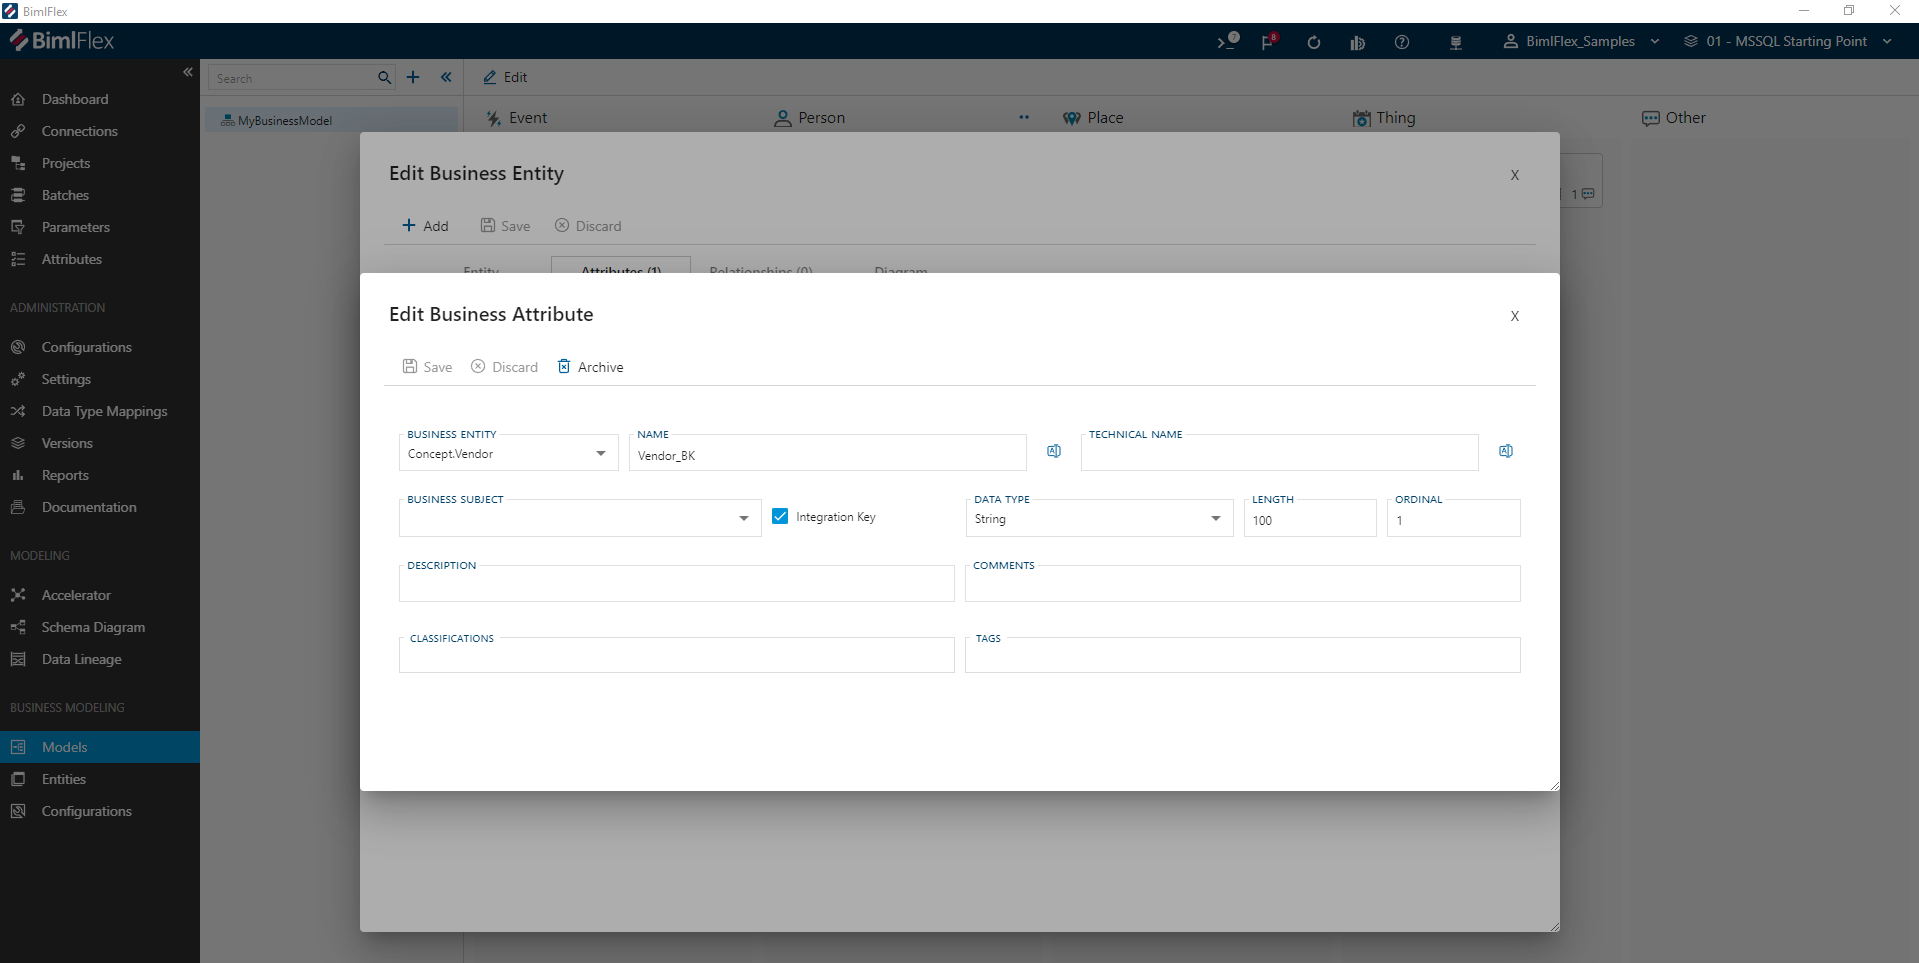 BimlFlex
BimlFlex
7
8
BimlFlex_Samples
01 - MSSQL Starting Point
Dashboard
Connections
Projects
Batches
Parameters
Attributes
ADMINISTRATION
Configurations
Settings
Data Type Mappings
Versions
Reports
Documentation
MODELING
Accelerator
Schema Diagram
Data Lineage
BUSINESS MODELING
Models
Entities
Configurations
Search
MyBusinessModel
Edit
Event
Person
Place
Thing
Other
1
Edit Business Entity
X
Add
Save
Discard
Entity
Attributes (1)
Relationships (0)
Diagram
Edit Business Attribute
X
Save
Discard
Archive
BUSINESS ENTITY
Concept.Vendor
NAME
Vendor_BK
TECHNICAL NAME
BUSINESS SUBJECT
Integration Key
DATA TYPE
String
LENGTH
100
ORDINAL
1
DESCRIPTION
COMMENTS
CLASSIFICATIONS
TAGS